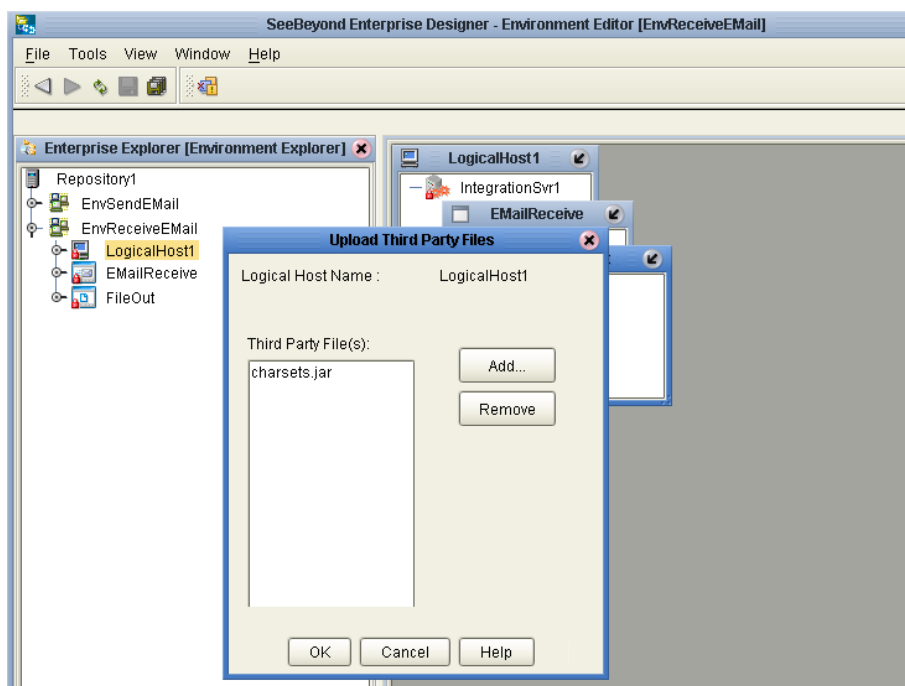 SeeBeyond Enterprise Designer - Environment Editor [EnvReceiveEMail]
File Tools View Window Help
Enterprise Explorer [Environment Explorer]
Repository1
EnvSendEMail
EnvReceiveEMail
LogicalHost1
EMailReceive
FileOut
LogicalHost1
IntegrationSvr1
EMailReceive
Upload Third Party Files
Logical Host Name : LogicalHost1
Third Party File(s):
charsets.jar
Add...
Remove
OK Cancel Help